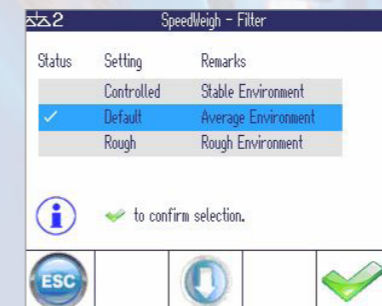 2 SpeedWeigh - Filter
Status Setting Remarks
Controlled Stable Environment
Default Average Environment
Rough Rough Environment
to confirm selection.
ESC